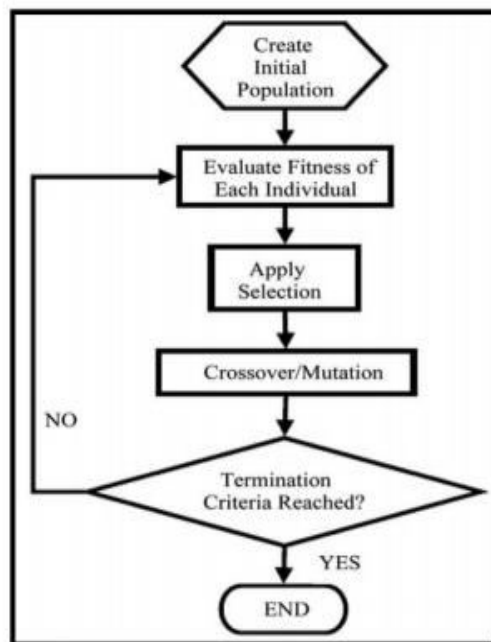 Create
Initial
Population
Evaluate Fitness of
Each Individual
Apply
Selection
Crossover/Mutation
NO
Termination
Criteria Reached?
YES
END